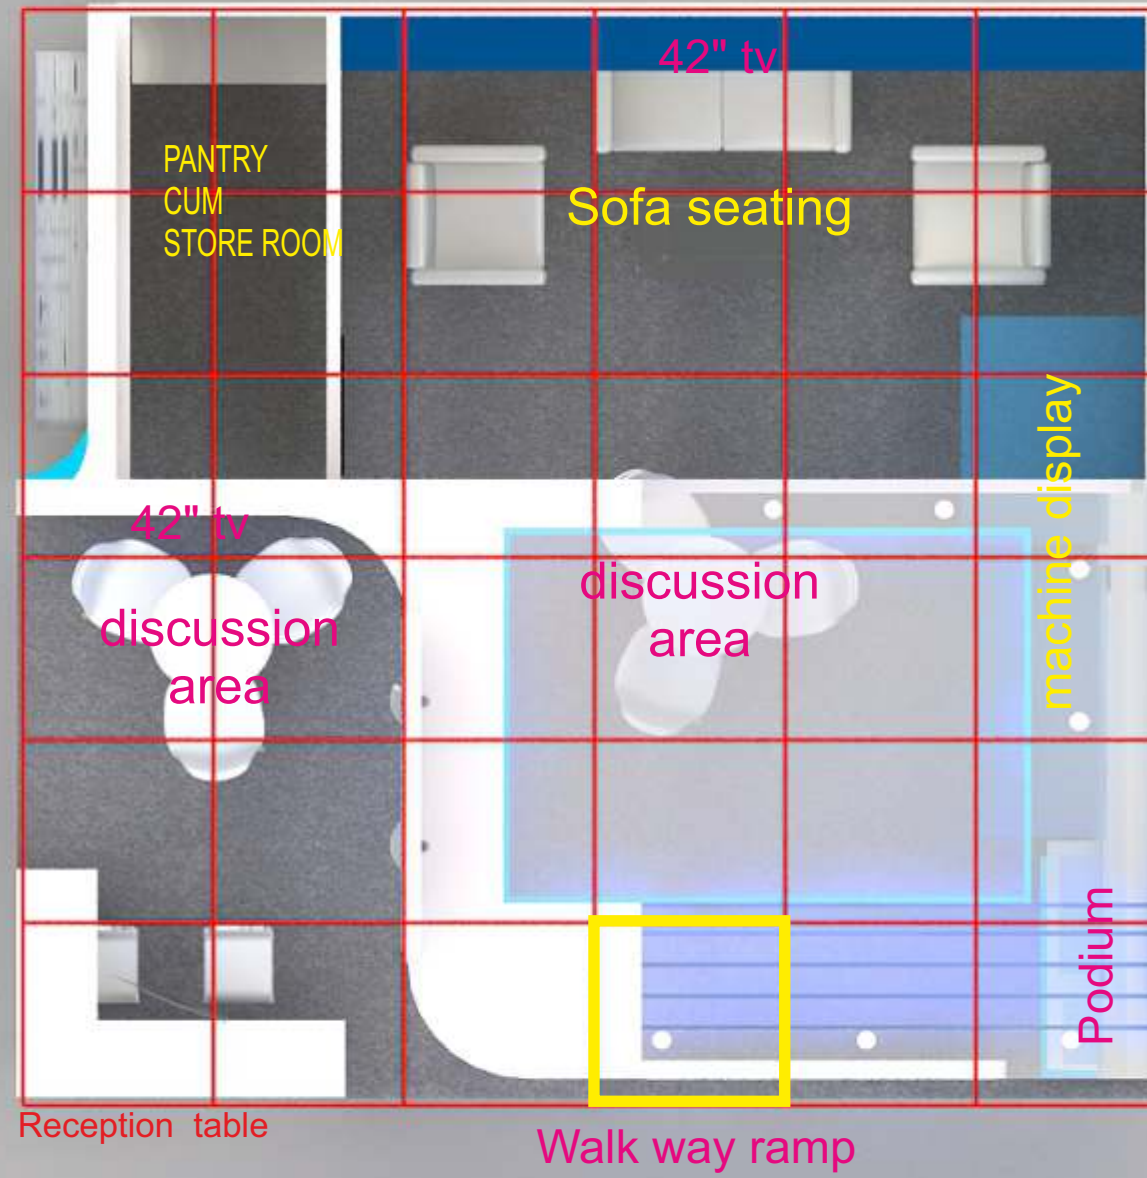 42" tv
PANTRY
CUM
STORE ROOM
Sofa seating
machine display
42" tv
discussion
area
discussion
area
Podium
Reception table
Walk way ramp